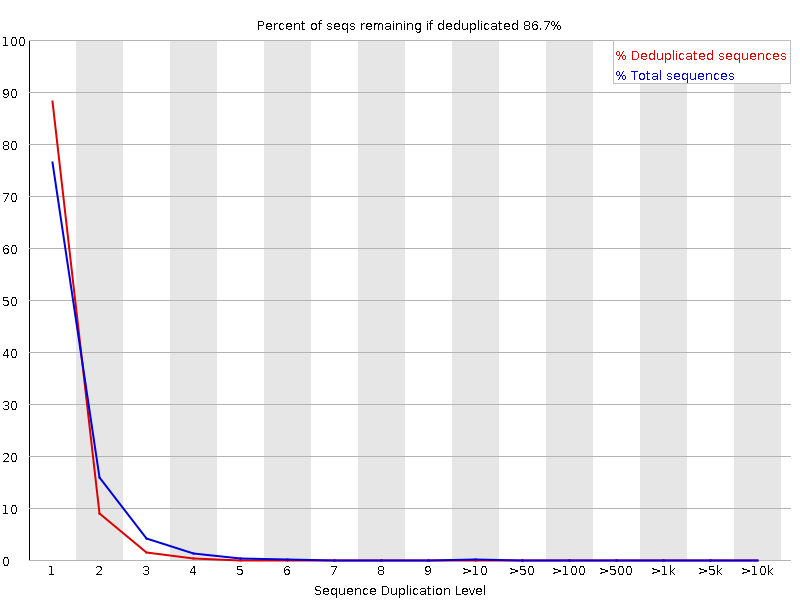 Percent of seqs remaining if deduplicated 86.7%
% Deduplicated sequences
% Total sequences
100
90
80
70
60
50
40
30
20
10
0
1 2 3 4 5 6 7 8 9 >10 >50 >100 >500 >1k >5k >10k
Sequence Duplication Level